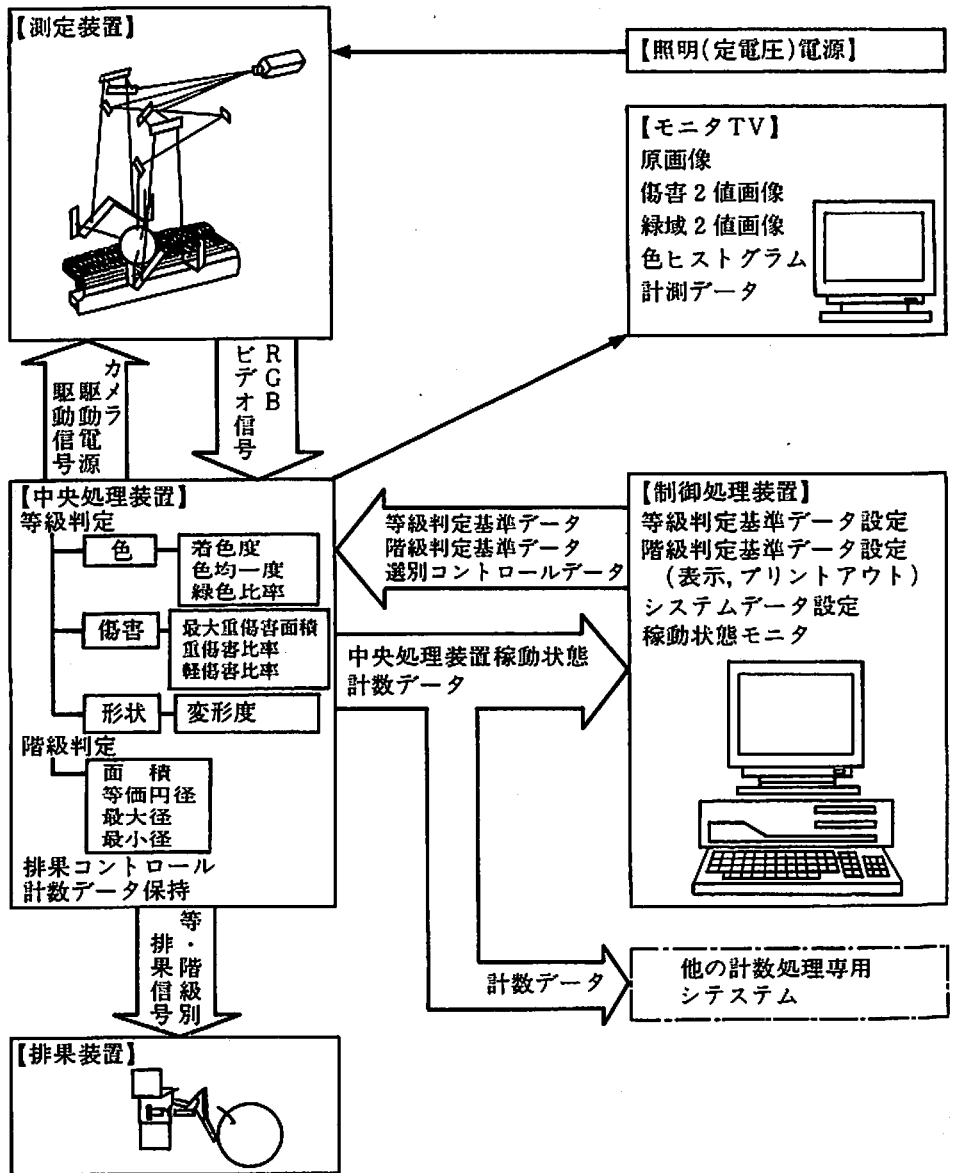 【測定装置】
【照明(定電圧)電源】
【モニタTV】
原画像
傷害2値画像
緑域2値画像
色ヒストグラム
計測データ
カメラ
駆動電源
駆動信号
RGB
ビデオ信号
【中央処理装置】
等級判定
色
着色度
色均一度
緑色比率
傷害
最大重傷害面積
重傷害比率
軽傷害比率
形状
変形度
階級判定
面　積
等価円径
最大径
最小径
排果コントロール
計数データ保持
等級判定基準データ
階級判定基準データ
選別コントロールデータ
中央処理装置稼動状態
計数データ
【制御処理装置】
等級判定基準データ設定
階級判定基準データ設定
(表示,プリントアウト)
システムデータ設定
稼動状態モニタ
計数データ
他の計数処理専用
シテステム
等・階級別
排果信号
【排果装置】